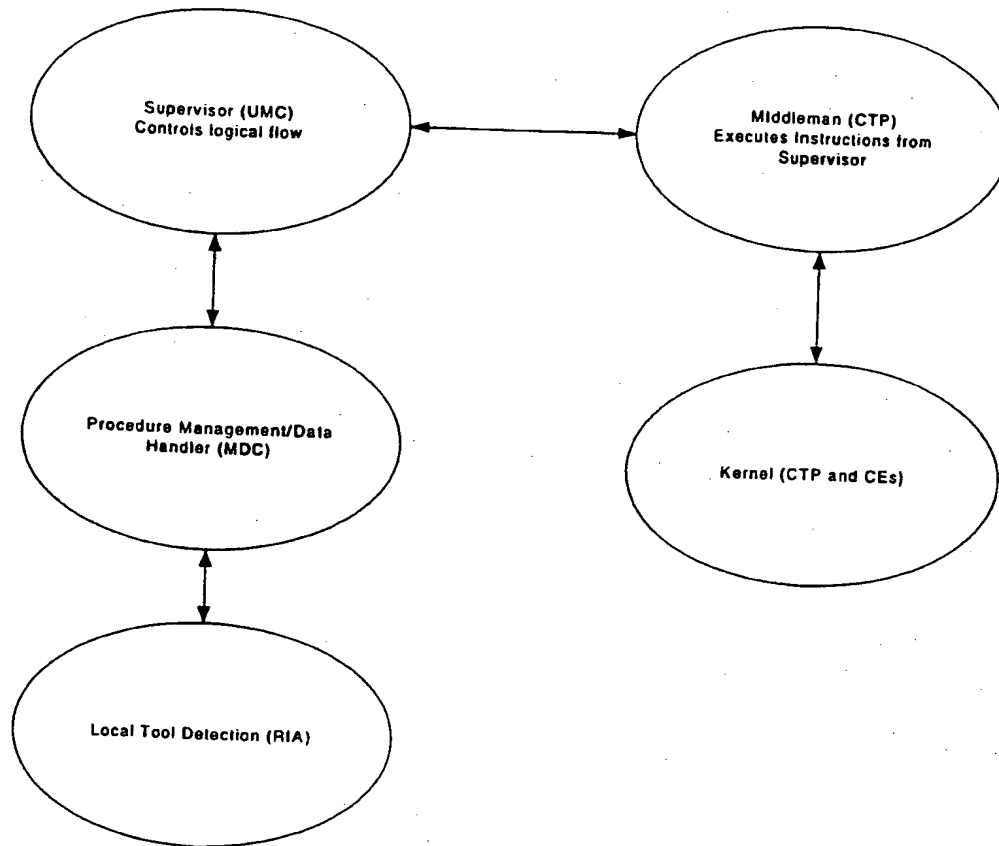 Supervisor (UMC)
Controls logical flow
Middleman (CTP)
Executes Instructions from
Supervisor
Procedure Management/Data
Handler (MDC)
Kernel (CTP and CEs)
Local Tool Detection (RIA)